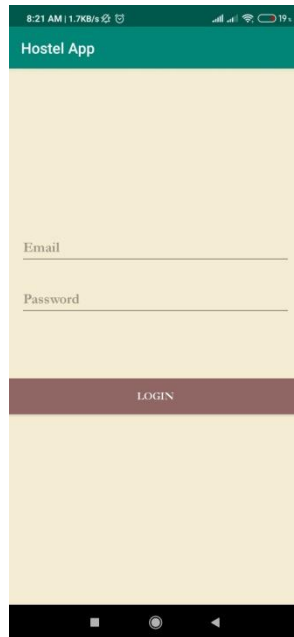 8:21 AM | 1.7KB/s
19%
Hostel App
Email
Password
LOGIN